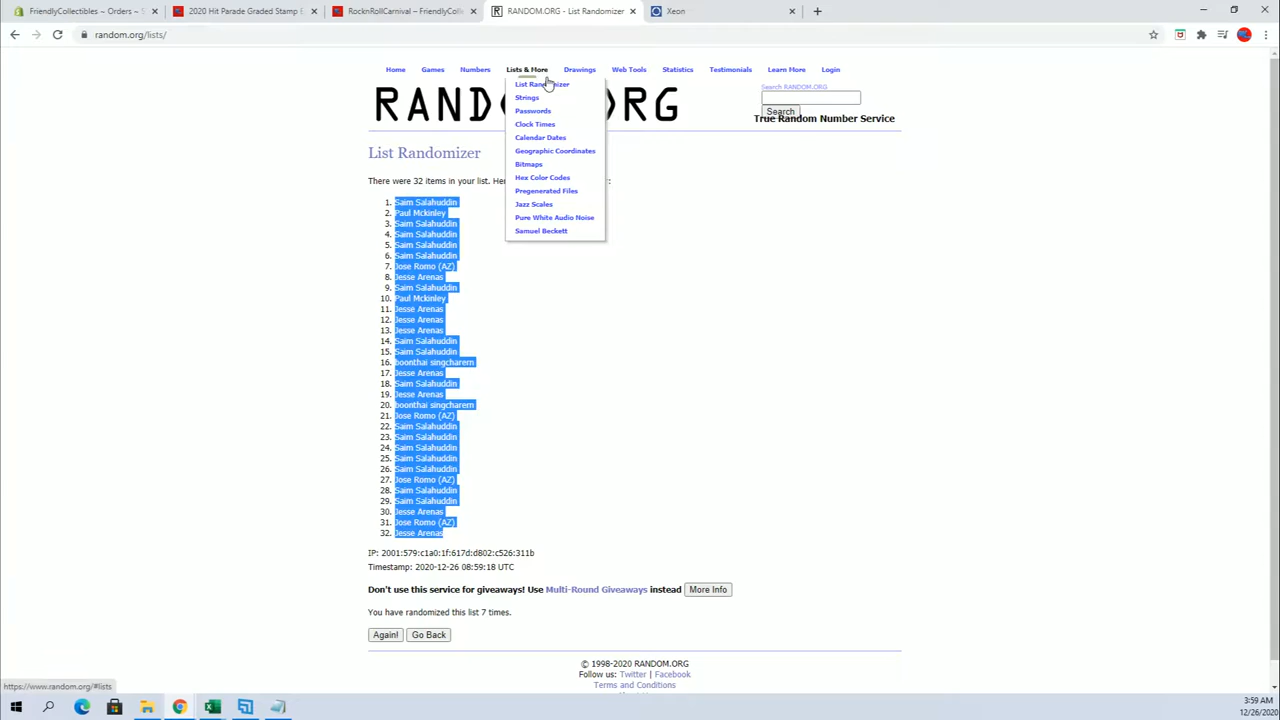 FriendlyCollectibles ~ Orders ~ S
2020 Hit Parade Graded Stamp E
RocknRollCarnival – FriendlyColle
RANDOM.ORG - List Randomizer
Xeon
random.org/lists/
Home Games Numbers Lists & More Drawings Web Tools Statistics Testimonials Learn More Login
List Randomizer
Strings
Passwords
Clock Times
Calendar Dates
Geographic Coordinates
Bitmaps
Hex Color Codes
Pregenerated Files
Jazz Scales
Pure White Audio Noise
Samuel Beckett
Search RANDOM.ORG
Search
True Random Number Service
List Randomizer
There were 32 items in your list. Her
1. Saim Salahuddin
2. Paul Mckinley
3. Saim Salahuddin
4. Saim Salahuddin
5. Saim Salahuddin
6. Saim Salahuddin
7. Jose Romo (AZ)
8. Jesse Arenas
9. Saim Salahuddin
10. Paul Mckinley
11. Jesse Arenas
12. Jesse Arenas
13. Jesse Arenas
14. Saim Salahuddin
15. Saim Salahuddin
16. boonthai singcharern
17. Jesse Arenas
18. Saim Salahuddin
19. Jesse Arenas
20. boonthai singcharern
21. Jose Romo (AZ)
22. Saim Salahuddin
23. Saim Salahuddin
24. Saim Salahuddin
25. Saim Salahuddin
26. Saim Salahuddin
27. Jose Romo (AZ)
28. Saim Salahuddin
29. Saim Salahuddin
30. Jesse Arenas
31. Jose Romo (AZ)
32. Jesse Arenas
IP: 2001:579:c1a0:1f:617d:d802:c526:311b
Timestamp: 2020-12-26 08:59:18 UTC
Don't use this service for giveaways! Use Multi-Round Giveaways instead More Info
You have randomized this list 7 times.
Again! Go Back
© 1998-2020 RANDOM.ORG
Follow us: Twitter | Facebook
Terms and Conditions
https://www.random.org/#lists
3:59 AM
12/26/2020